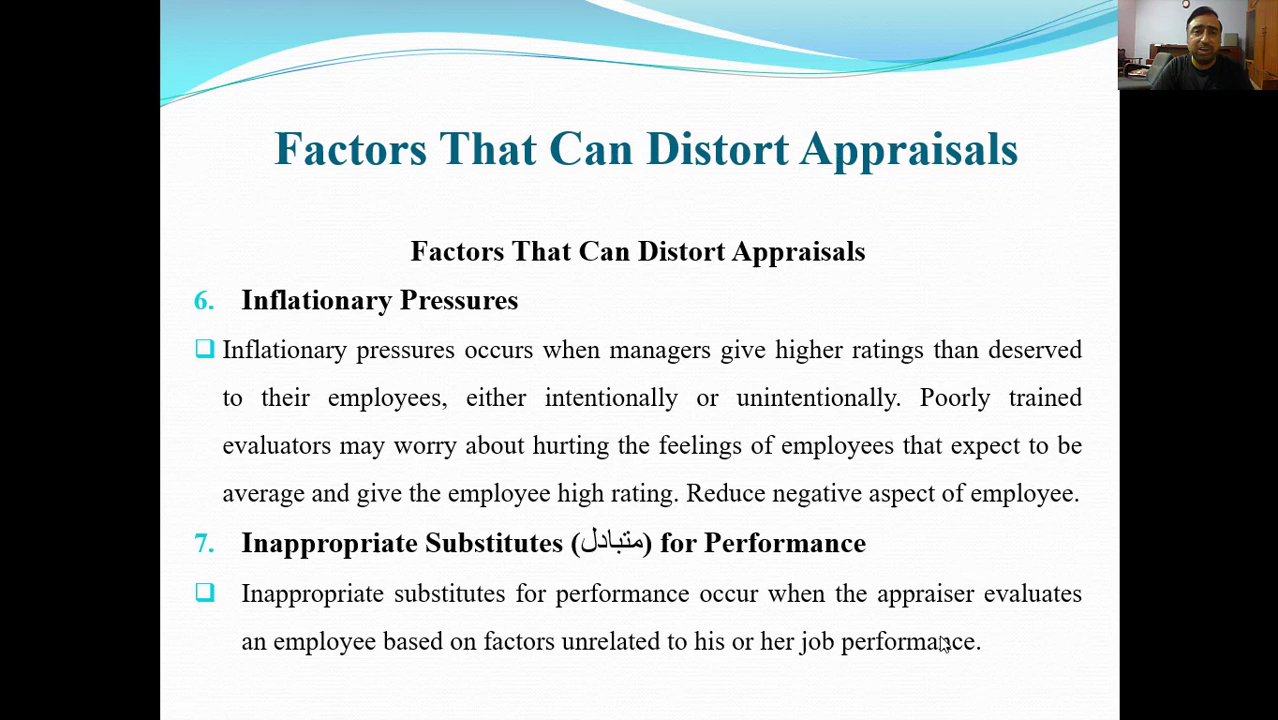 Factors That Can Distort Appraisals
Factors That Can Distort Appraisals
6. Inflationary Pressures
Inflationary pressures occurs when managers give higher ratings than deserved
to their employees, either intentionally or unintentionally. Poorly trained
evaluators may worry about hurting the feelings of employees that expect to be
average and give the employee high rating. Reduce negative aspect of employee.
7. Inappropriate Substitutes (متبادل) for Performance
Inappropriate substitutes for performance occur when the appraiser evaluates
an employee based on factors unrelated to his or her job performance.